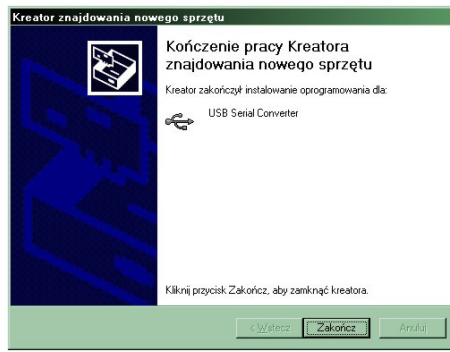 Kreator znajdowania nowego sprzętu
Kończenie pracy Kreatora
znajdowania nowego sprzętu
Kreator zakończył instalowanie oprogramowania dla:
USB Serial Converter
Kliknij przycisk Zakończ, aby zamknąć kreatora.
< Wstecz Zakończ Anuluj